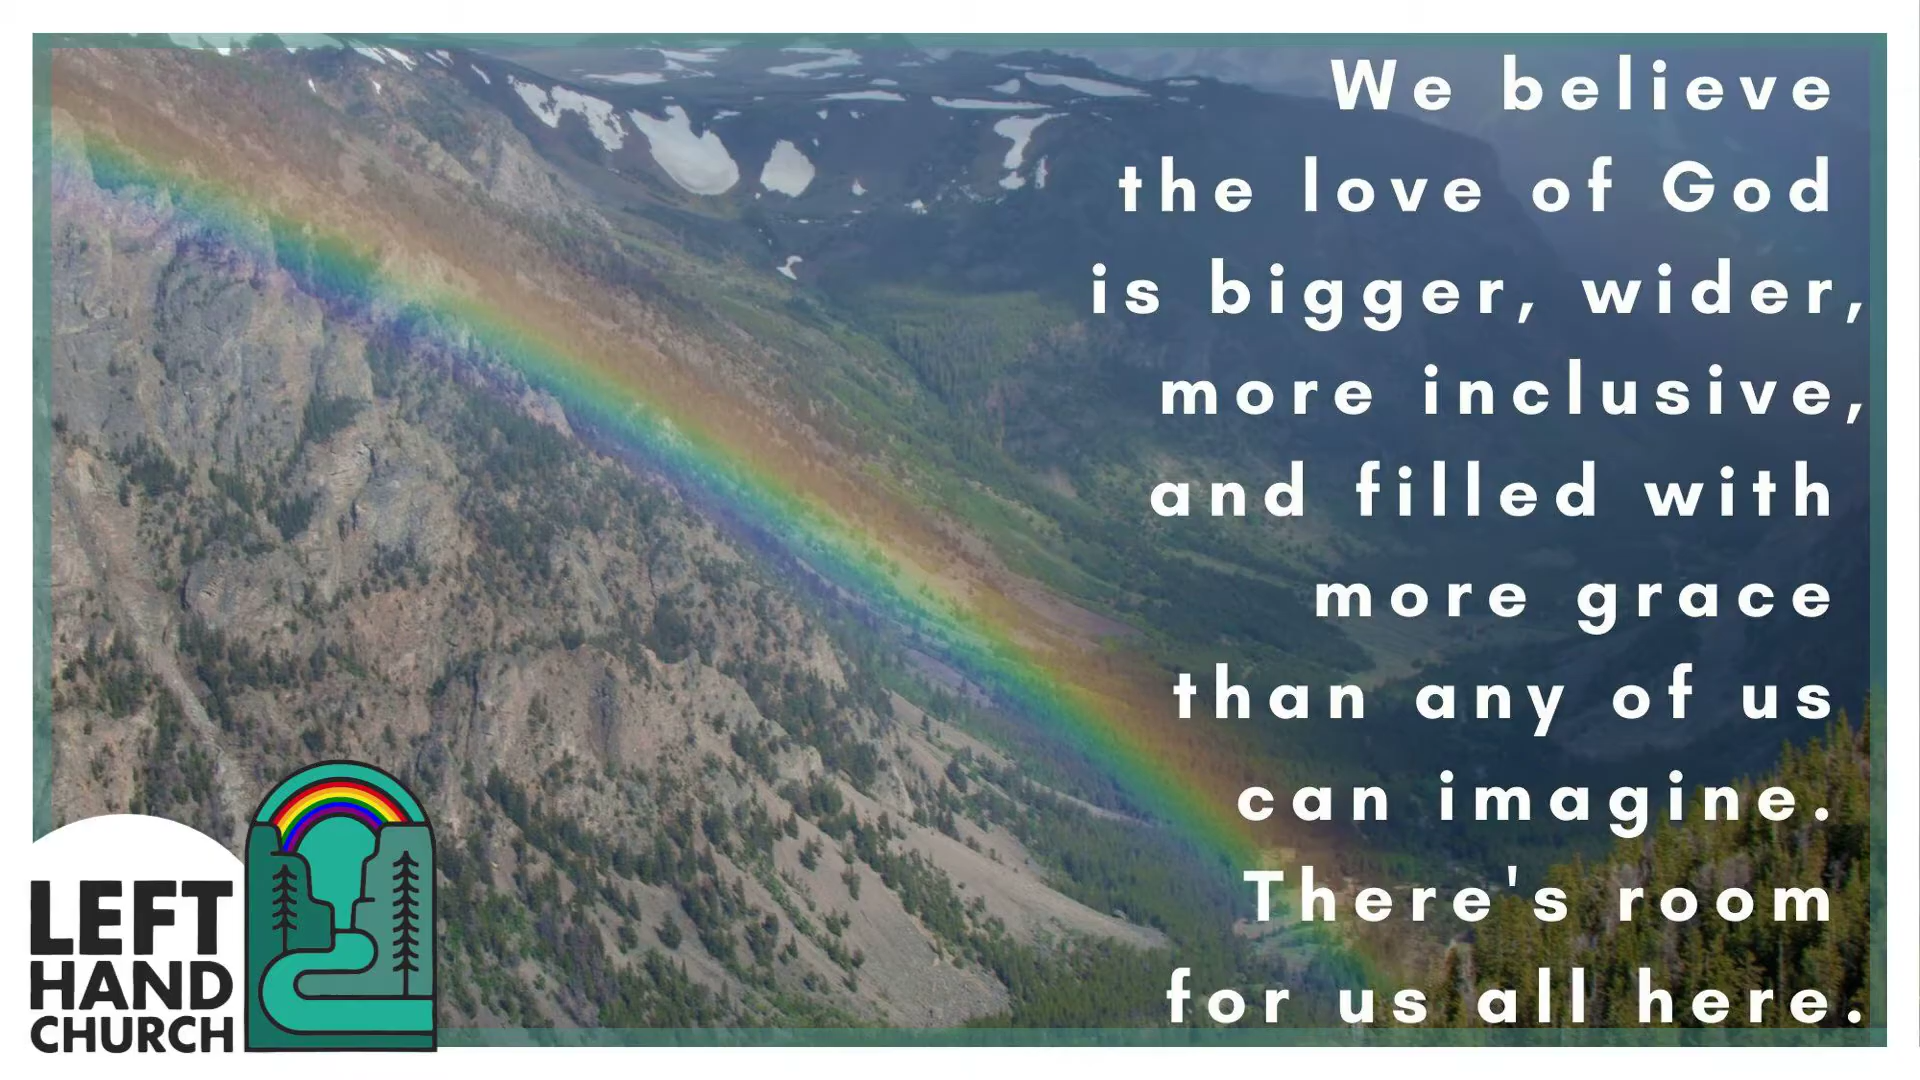 We believe
the love of God
is bigger, wider,
more inclusive,
and filled with
more grace
than any of us
can imagine.
There's room
for us all here.
LEFT
HAND
CHURCH